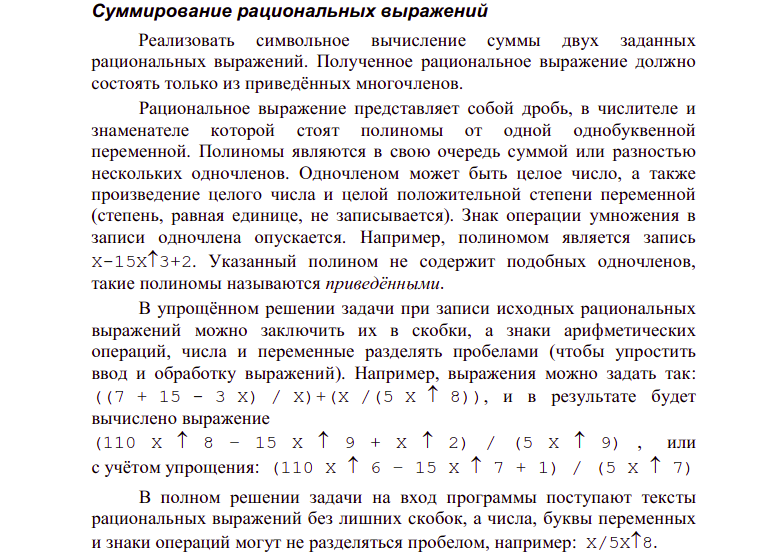 Суммирование рациональных выражений
Реализовать символьное вычисление суммы двух заданных
рациональных выражений. Полученное рациональное выражение должно
состоять только из приведённых многочленов.
Рациональное выражение представляет собой дробь, в числителе и
знаменателе которой стоят полиномы от одной однобуквенной
переменной. Полиномы являются в свою очередь суммой или разностью
нескольких одночленов. Одночленом может быть целое число, а также
произведение целого числа и целой положительной степени переменной
(степень, равная единице, не записывается). Знак операции умножения в
записи одночлена опускается. Например, полиномом является запись
X-15X↑3+2. Указанный полином не содержит подобных одночленов,
такие полиномы называются приведёнными.
В упрощённом решении задачи при записи исходных рациональных
выражений можно заключить их в скобки, а знаки арифметических
операций, числа и переменные разделять пробелами (чтобы упростить
ввод и обработку выражений). Например, выражения можно задать так:
((7 + 15 - 3 X) / X)+(X /(5 X ↑ 8)), и в результате будет
вычислено выражение
(110 X ↑ 8 – 15 X ↑ 9 + X ↑ 2) / (5 X ↑ 9) , или
с учётом упрощения: (110 X ↑ 6 – 15 X ↑ 7 + 1) / (5 X ↑ 7)
В полном решении задачи на вход программы поступают тексты
рациональных выражений без лишних скобок, а числа, буквы переменных
и знаки операций могут не разделяться пробелом, например: X/5X↑8.